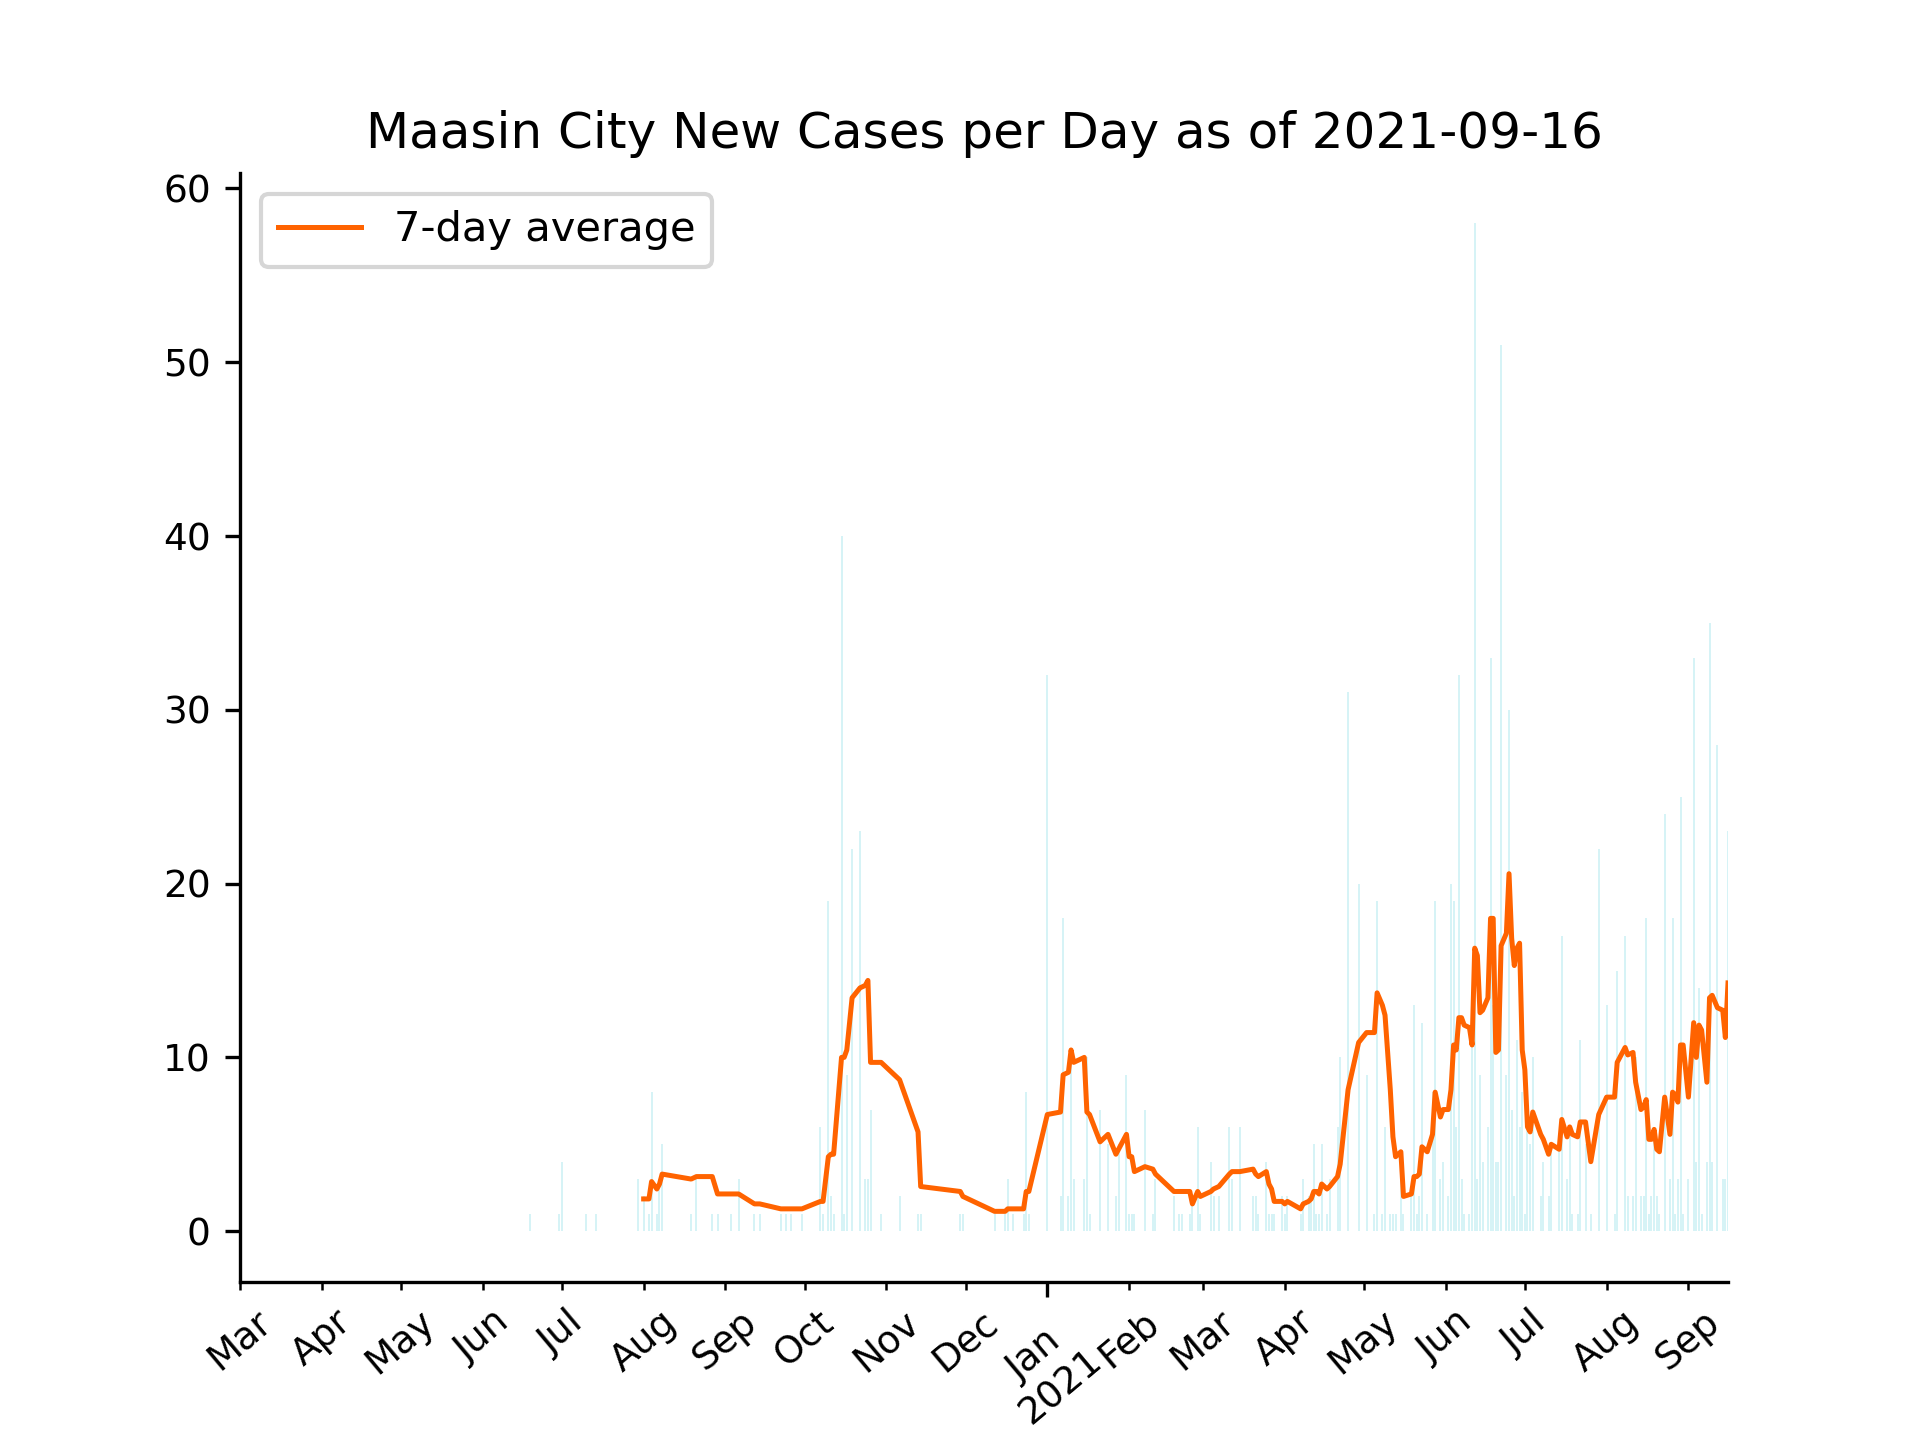 Maasin City New Cases per Day as of 2021-09-16
7-day average
60
50
40
30
20
10
0
Mar Apr May Jun Jul Aug Sep Oct Nov Dec Jan Feb Mar Apr May Jun Jul Aug Sep
2021